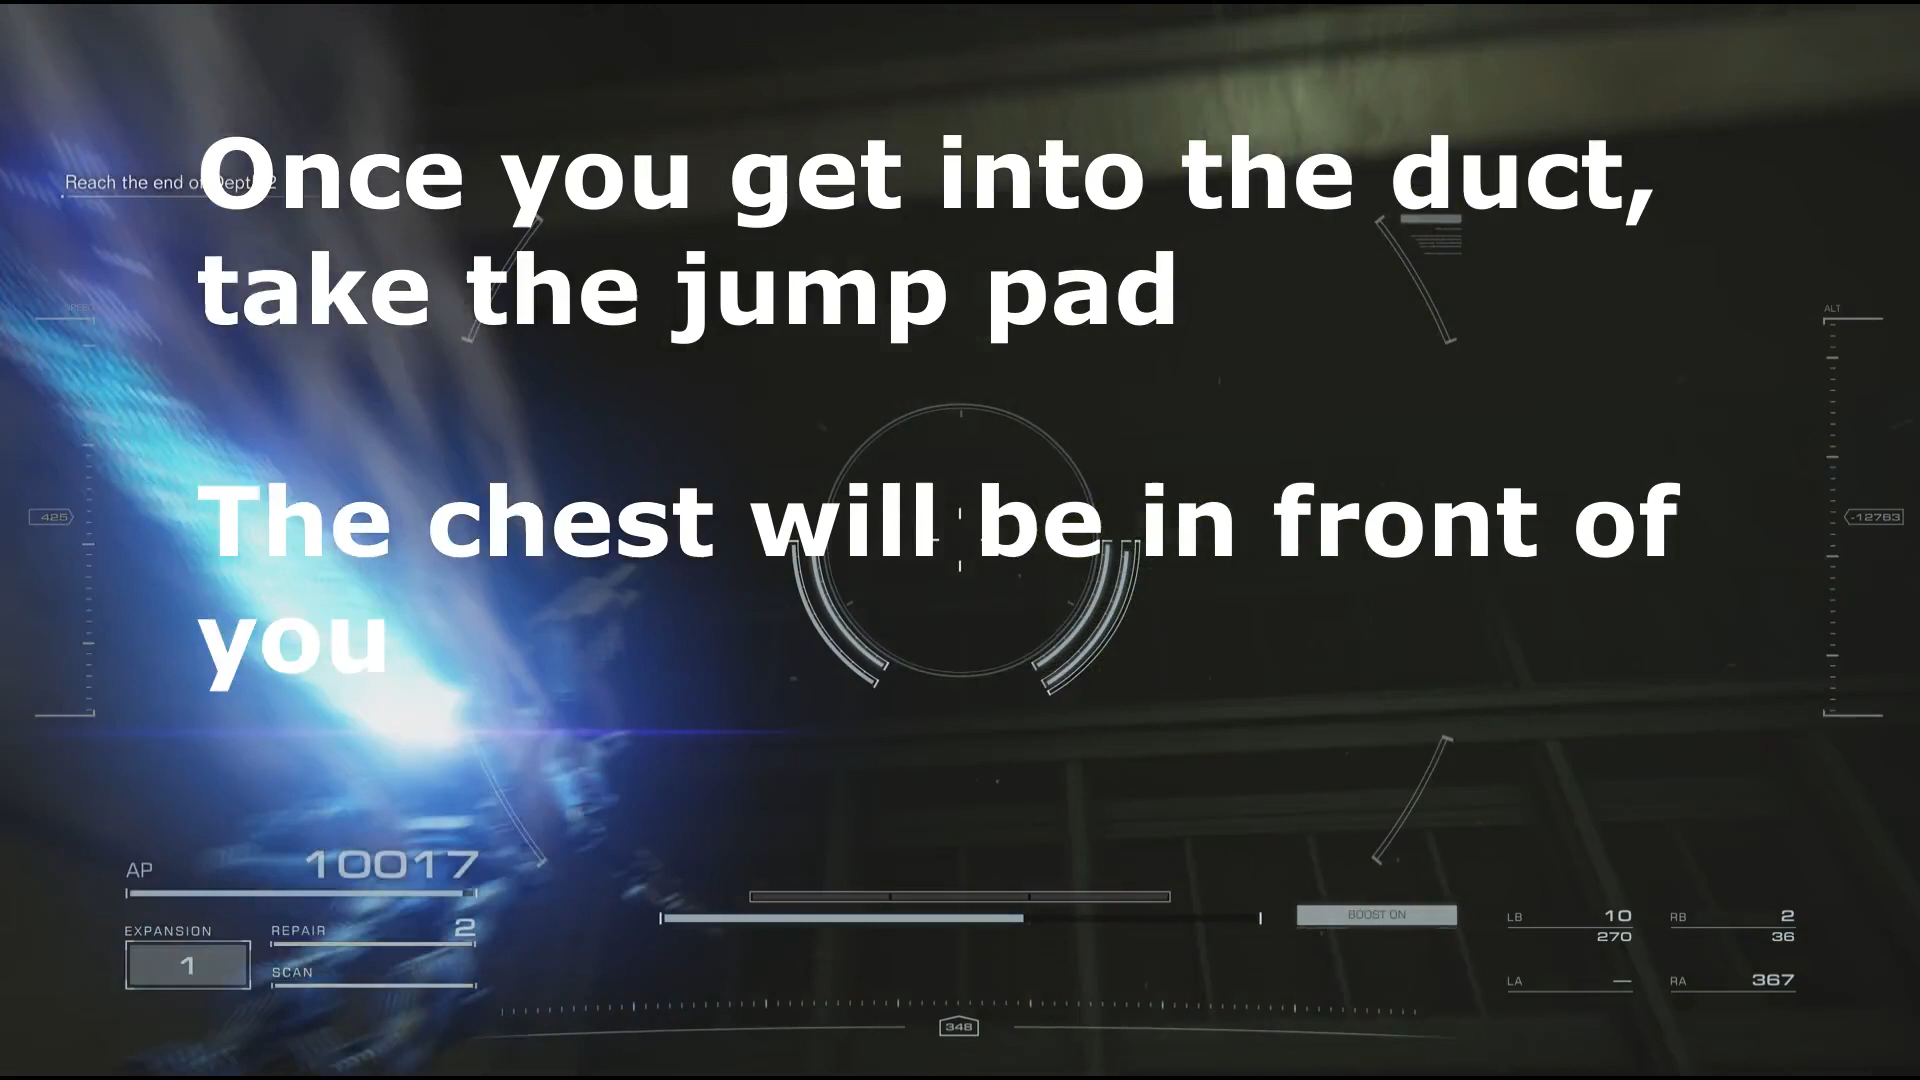 Once you get into the duct,
take the jump pad
The chest will be in front of
you
Reach the end of Depth 2
SPEED
425
ALT
-12763
AP 10017
EXPANSION
1
REPAIR 2
SCAN
BOOST ON
LB 10
270
RB 2
36
LA —
RA 367
348